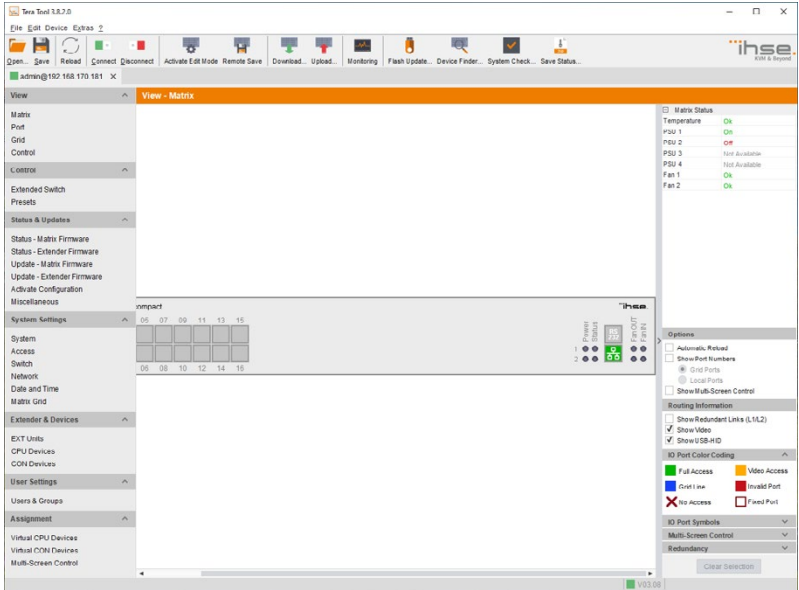 Tera Tool 3.8.2.0
File Edit Device Extras ?
Open... Save Reload Connect Disconnect Activate Edit Mode Remote Save Download... Upload... Monitoring Flash Update... Device Finder... System Check... Save Status...
ihse.
KVM & Beyond
admin@192.168.170.181 X
View
View - Matrix
Matrix
Port
Grid
Control
Control
Extended Switch
Presets
Status & Updates
Status - Matrix Firmware
Status - Extender Firmware
Update - Matrix Firmware
Update - Extender Firmware
Activate Configuration
Miscellaneous
System Settings
System
Access
Switch
Network
Date and Time
Matrix Grid
Extender & Devices
EXT Units
CPU Devices
CON Devices
User Settings
Users & Groups
Assignment
Virtual CPU Devices
Virtual CON Devices
Multi-Screen Control
ompact
ihse.
05 07 09 11 13 15
06 08 10 12 14 16
Power
Status
RS
232
Fan OUT
Fan IN
1
2
Matrix Status
Temperature Ok
PSU 1 On
PSU 2 Off
PSU 3 Not Available
PSU 4 Not Available
Fan 1 Ok
Fan 2 Ok
Options
Automatic Reload
Show Port Numbers
Grid Ports
Local Ports
Show Multi-Screen Control
Routing Information
Show Redundant Links (L1/L2)
Show Video
Show USB-HID
IO Port Color Coding
Full Access Video Access
Grid Line Invalid Port
No Access Fixed Port
IO Port Symbols
Multi-Screen Control
Redundancy
Clear Selection
V03.08